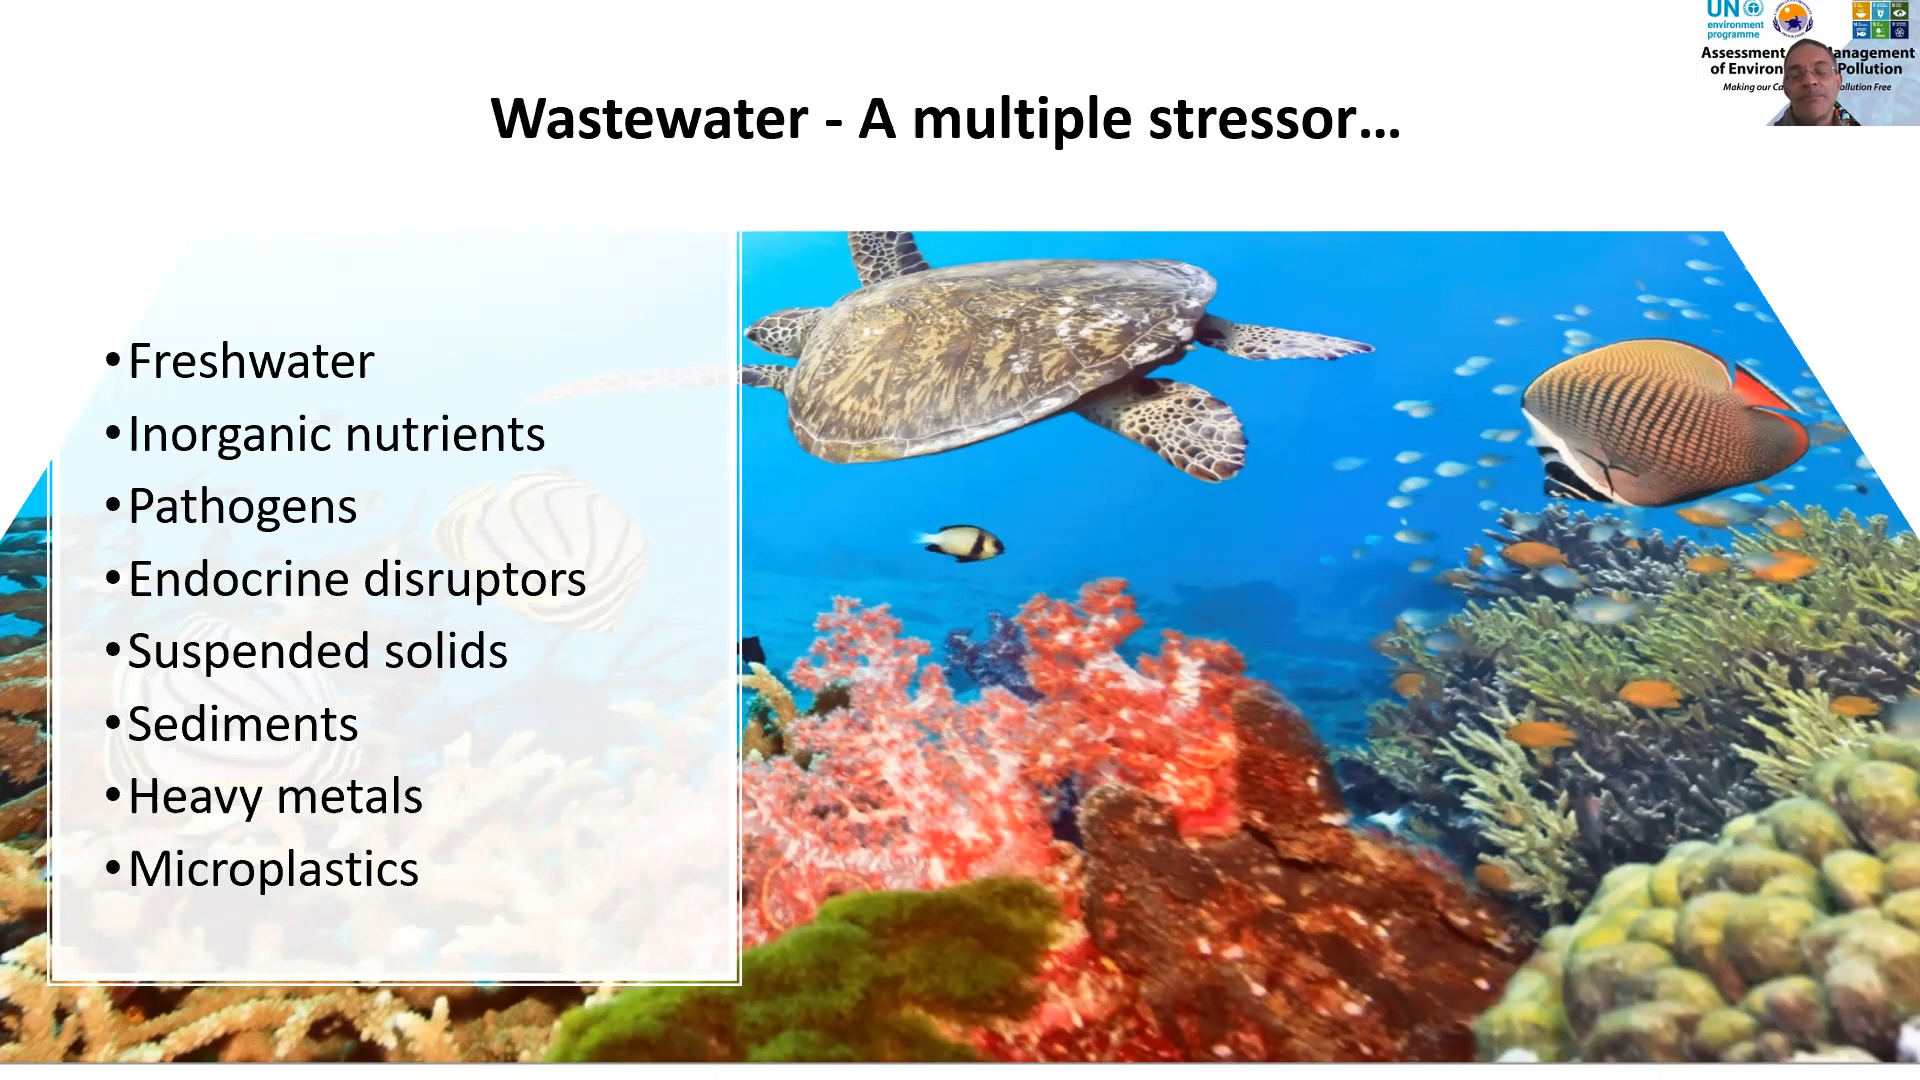 UN
environment
programme
Assessment anagement
of Environ Pollution
Making our Ca ollution Free
Wastewater - A multiple stressor...
•Freshwater
•Inorganic nutrients
•Pathogens
•Endocrine disruptors
•Suspended solids
•Sediments
•Heavy metals
•Microplastics